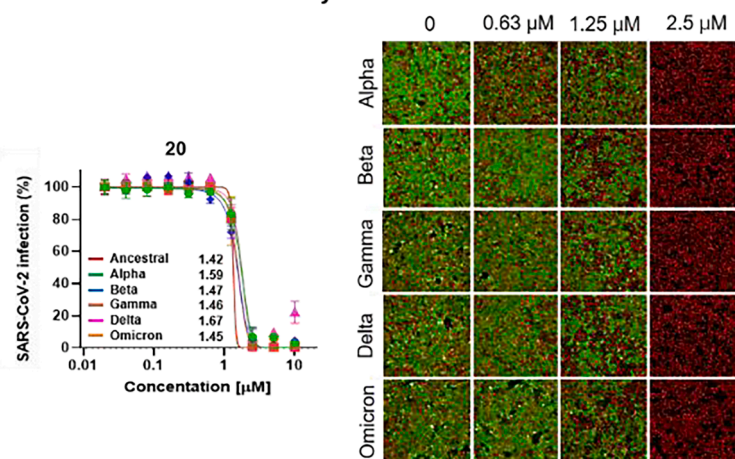 0 0.63 µM 1.25 µM 2.5 µM
Alpha
Beta
Gamma
Delta
Omicron
20
SARS-CoV-2 infection (%)
100
80
60
40
20
0
Ancestral 1.42
Alpha 1.59
Beta 1.47
Gamma 1.46
Delta 1.67
Omicron 1.45
0.01 0.1 1 10
Concentation [µM]